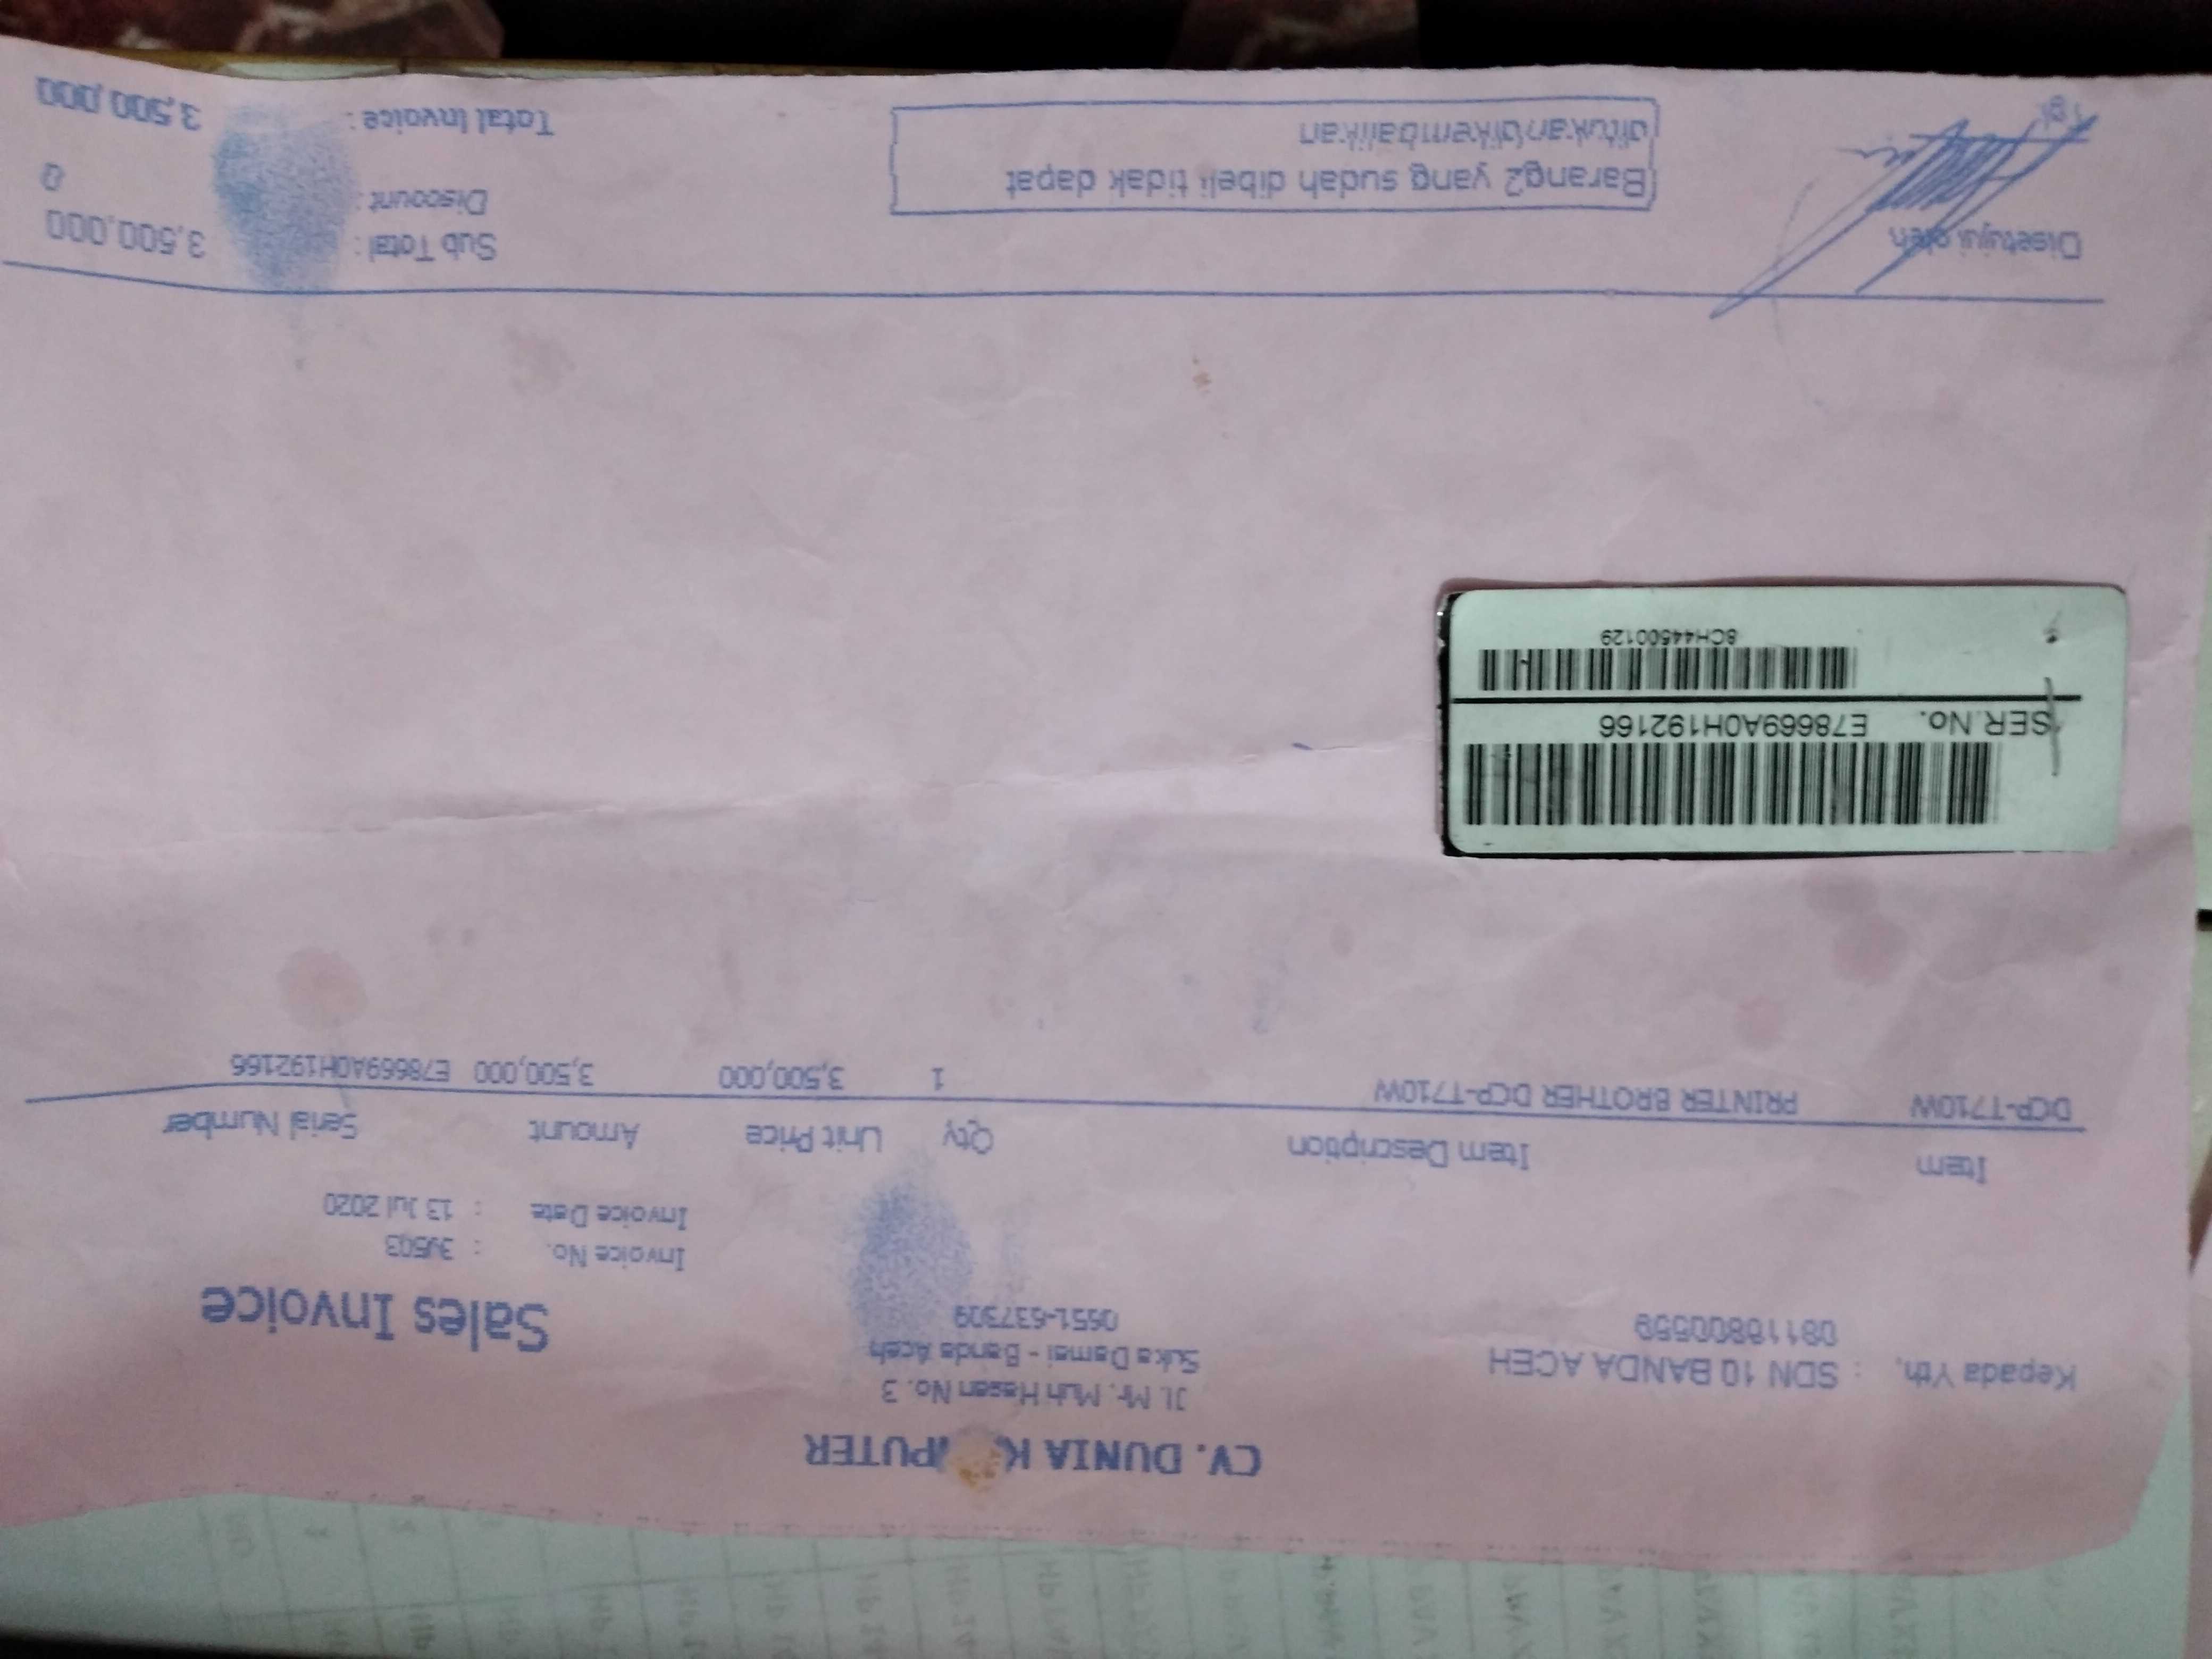 CV. DUNIA K PUTER
Jl. Mr. Muh Hasan No. 3
Suka Damai - Banda Aceh
0651-637309
Kepada Yth, : SDN 10 BANDA ACEH
08116800559
Sales Invoice
Invoice No. :
Invoice Date : 13 Jul 2020
Item Item Description Qty Unit Price Amount Serial Number
DCP-T710W PRINTER BROTHER DCP-T710W 1 3,500,000 3,500,000 E78669A0H192166
SER.No. E78669A0H192166
8CH44500129
Disetujui oleh
Tgl
Barang2 yang sudah dibeli tidak dapat
ditukar/dikembalikan
Sub Total : 3,500,000
Discount : 0
Total Invoice : 3,500,000